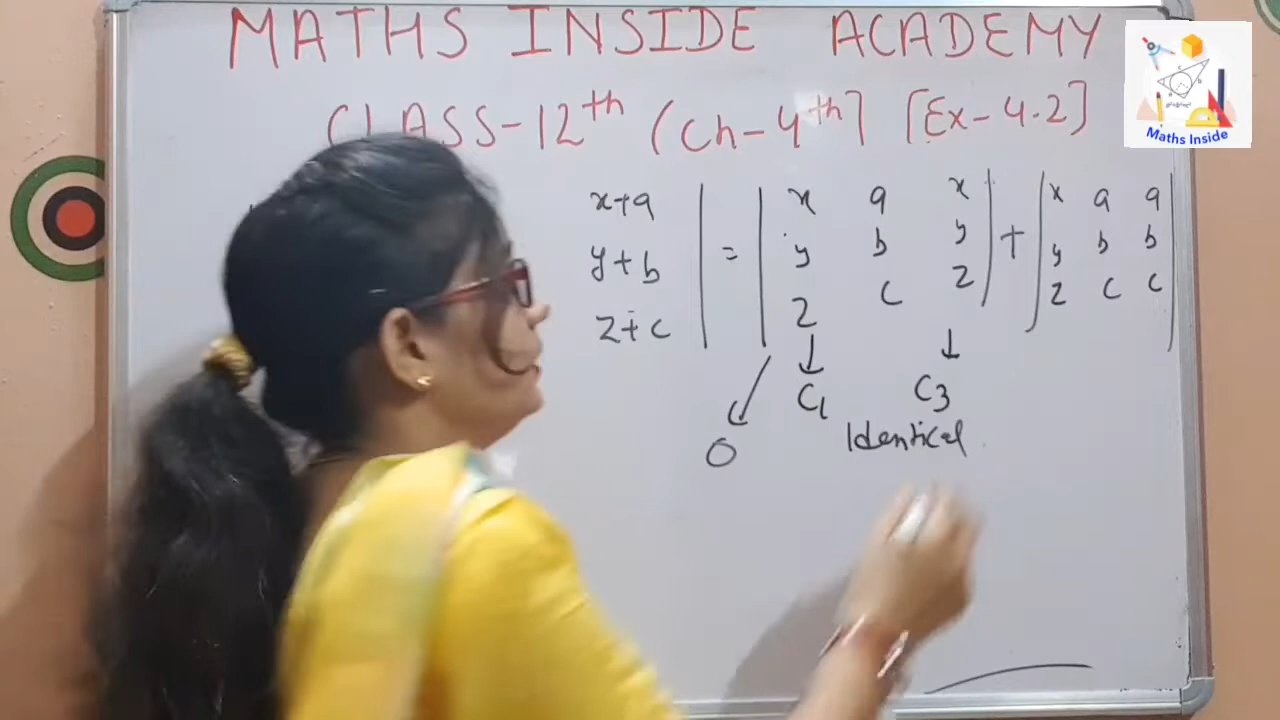 MATHS INSIDE ACADEMY
CLASS-12th (Ch-4th] [Ex-4.2]
Maths Inside
x+a | = | x a x | + | x a a |
y+b | y b y | | y b b |
z+c | z c z | | z c c |
↓ ↓
C1 C3
0 Identical